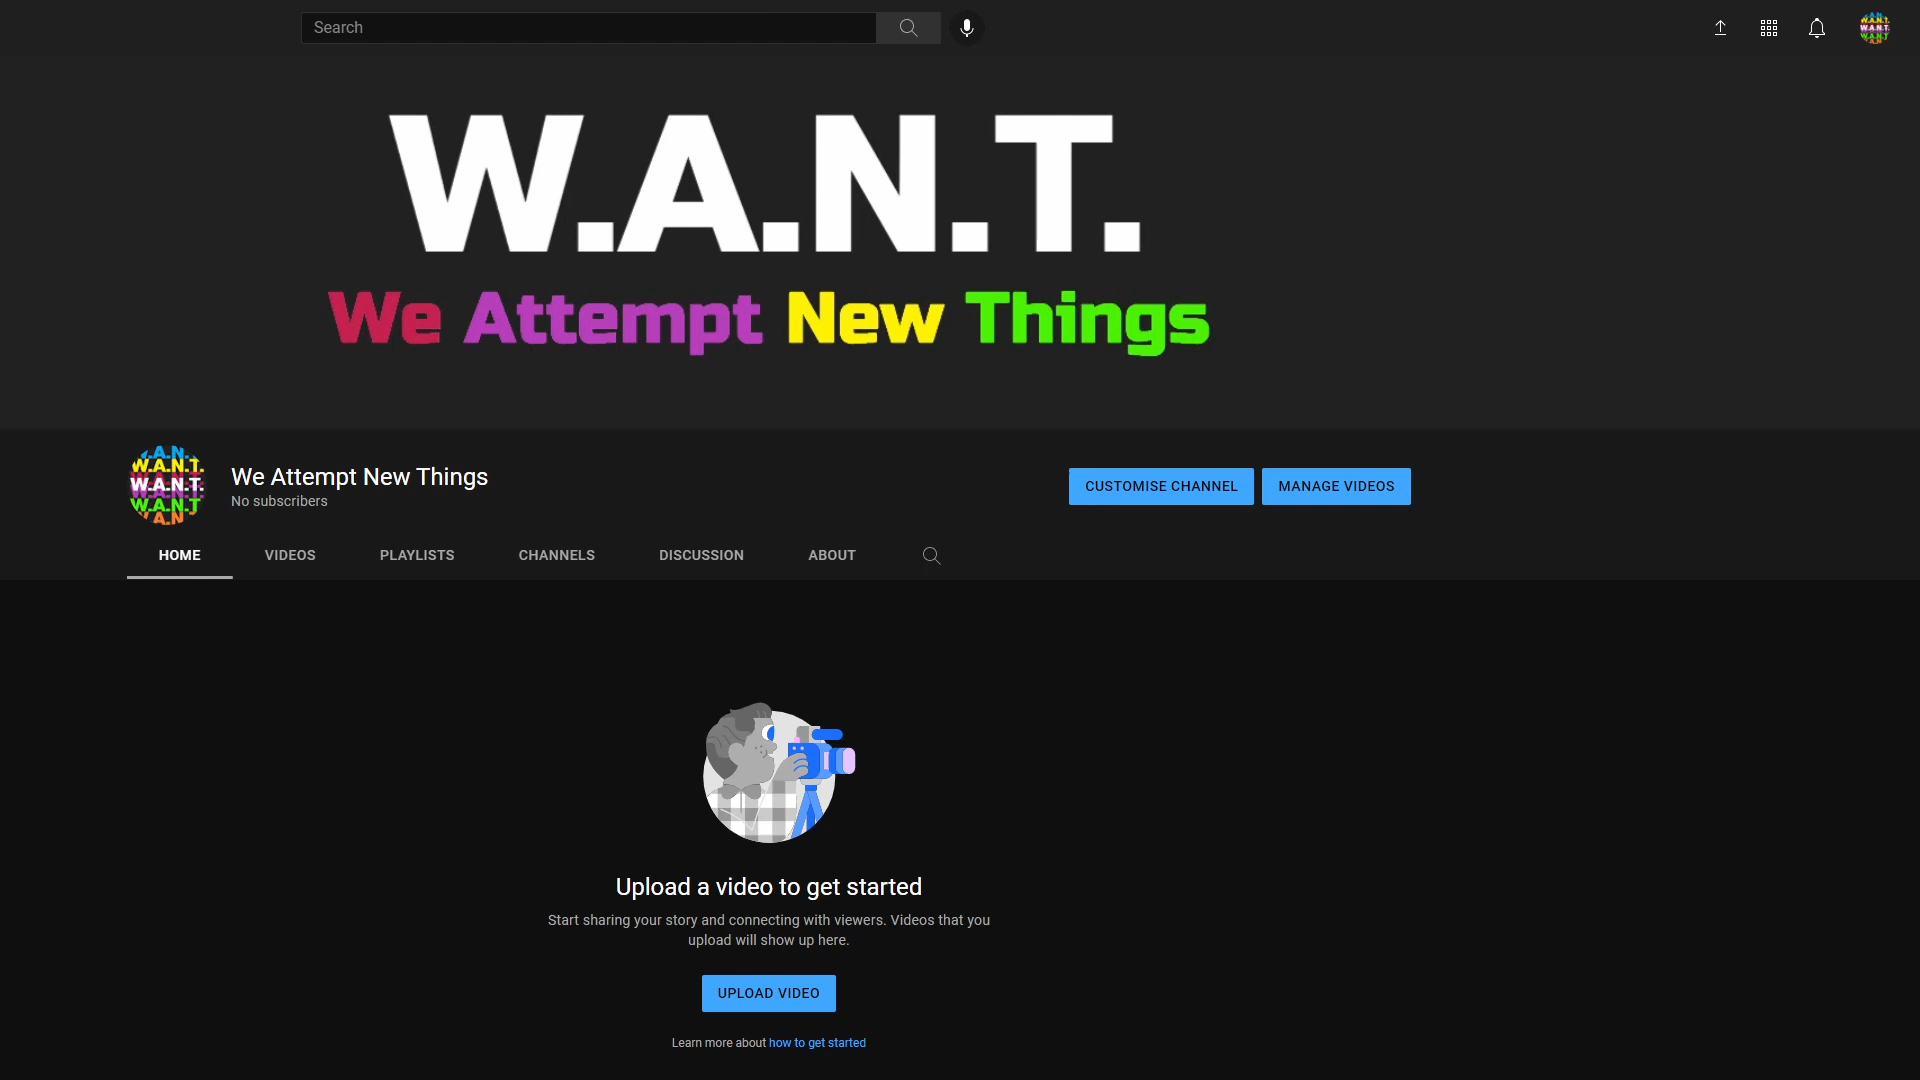 Search
W.A.N.T.
We Attempt New Things
W.A.N.T.
W.A.N.T.
W.A.N.T.
We Attempt New Things
No subscribers
CUSTOMISE CHANNEL MANAGE VIDEOS
HOME VIDEOS PLAYLISTS CHANNELS DISCUSSION ABOUT
Upload a video to get started
Start sharing your story and connecting with viewers. Videos that you
upload will show up here.
UPLOAD VIDEO
Learn more about how to get started